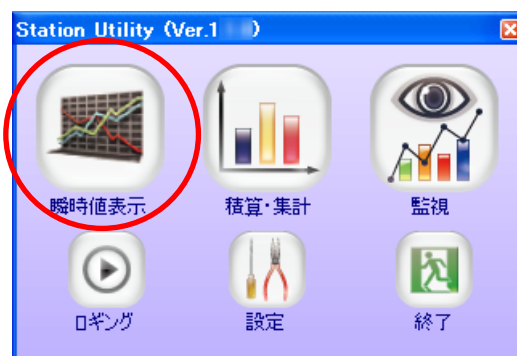 Station Utility (Ver.1 )
瞬時値表示 積算・集計 監視
ロギング 設定 終了